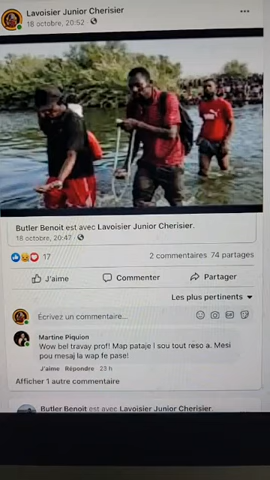 Lavoisier Junior Cherisier
18 octobre, 20:52
Butler Benoit est avec Lavoisier Junior Cherisier.
18 octobre, 20:47
17
2 commentaires 74 partages
J'aime
Commenter
Partager
Les plus pertinents
Écrivez un commentaire...
Martine Piquion
Wow bel travay prof! Map pataje l sou tout reso a. Mesi
pou mesaj la wap fe pase!
J'aime Répondre 23 h
Afficher 1 autre commentaire
Butler Benoit est avec Lavoisier Junior Cherisier.